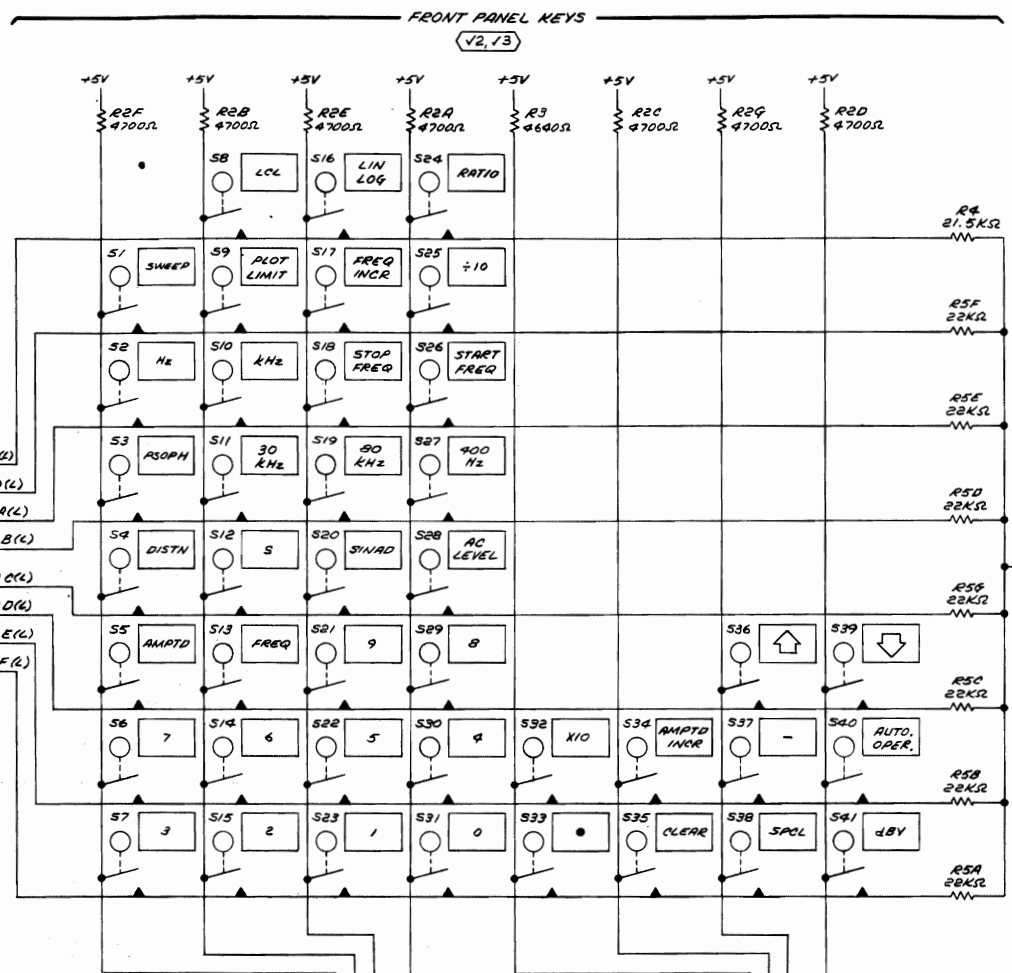 FRONT PANEL KEYS
√2, √3
+5V +5V +5V +5V +5V +5V +5V +5V
R2F R2B R2E R2A R3 R2C R2G R2D
4700Ω 4700Ω 4700Ω 4700Ω 4640Ω 4700Ω 4700Ω 4700Ω
S8 LCL S16 LIN LOG S24 RATIO
R4
21.5KΩ
S1 SWEEP S9 PLOT LIMIT S17 FREQ INCR S25 ÷10
R5F
22KΩ
S2 Hz S10 kHz S18 STOP FREQ S26 START FREQ
R5E
22KΩ
S3 PSOPH S11 30 kHz S19 80 kHz S27 400 Hz
(L)
(L)
A(L)
R5D
22KΩ
B(L)
S4 DISTN S12 S S20 SINAD S28 AC LEVEL
C(L)
R5G
22KΩ
D(L)
S5 AMPTD S13 FREQ S21 9 S29 8 S36 S39
E(L)
F(L)
R5C
22KΩ
S6 7 S14 6 S22 5 S30 4 S32 X10 S34 AMPTD INCR S37 - S40 AUTO. OPER.
R5B
22KΩ
S7 3 S15 2 S23 1 S31 0 S33 • S35 CLEAR S38 SPCL S41 dBV
R5A
22KΩ